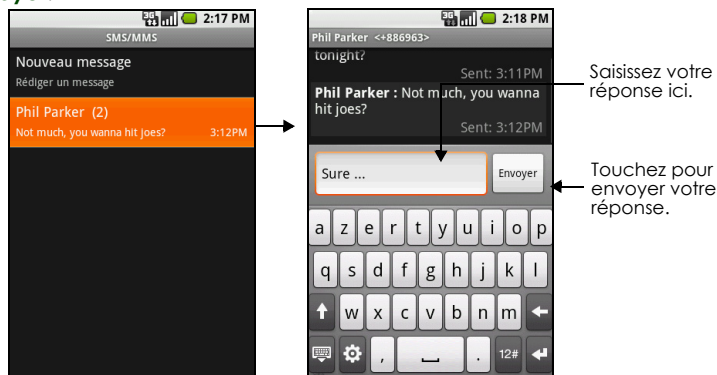 3G 2:17 PM
SMS/MMS
Nouveau message
Rédiger un message
Phil Parker (2)
Not much, you wanna hit joes? 3:12PM
3G 2:18 PM
Phil Parker <+886963>
tonight?
Sent: 3:11PM
Phil Parker : Not much, you wanna
hit joes?
Sent: 3:12PM
Sure ...
Envoyer
a z e r t y u i o p
q s d f g h j k l
w x c v b n m
, . 12#
Saisissez votre
réponse ici.
Touchez pour
envoyer votre
réponse.